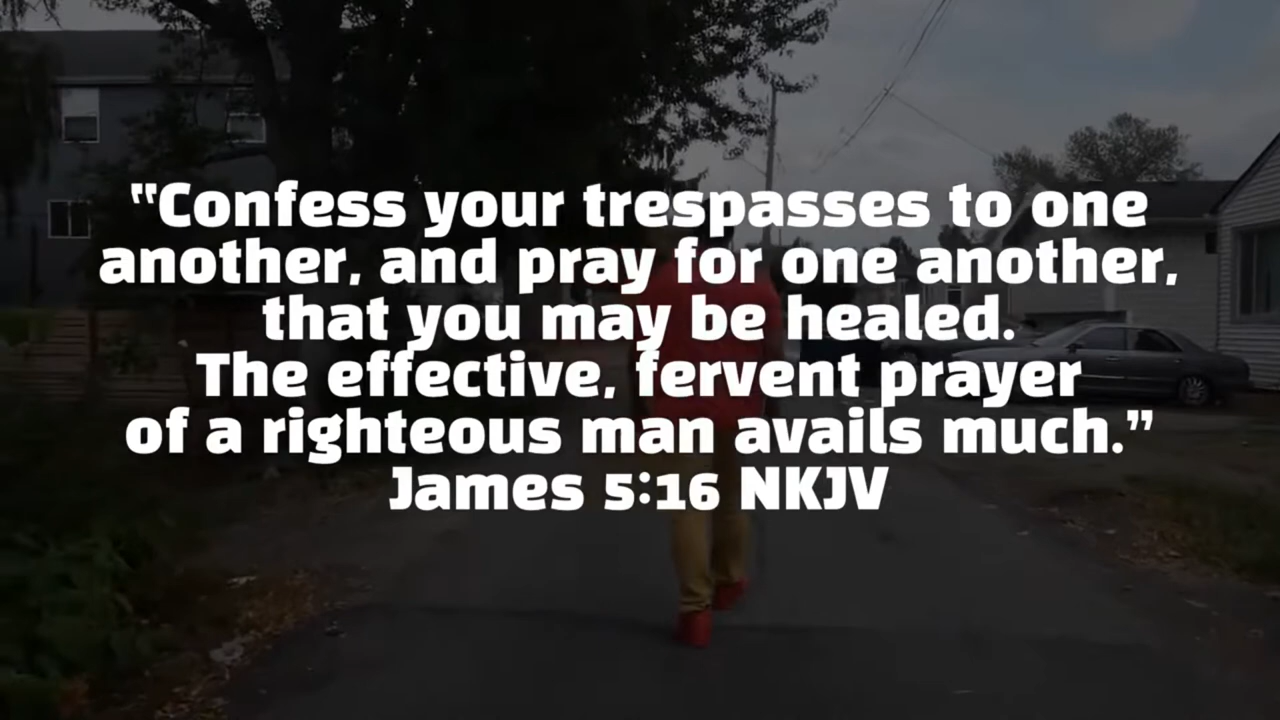 "Confess your trespasses to one
another, and pray for one another,
that you may be healed.
The effective, fervent prayer
of a righteous man avails much.”
James 5:16 NKJV